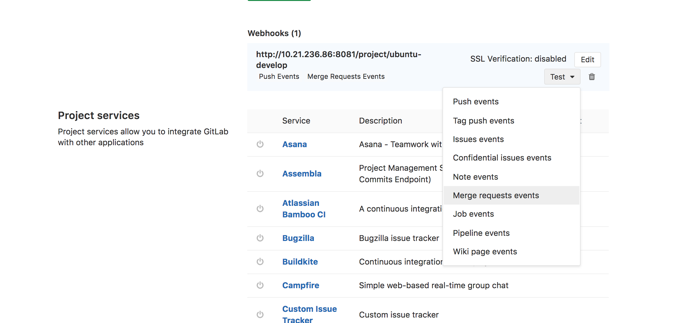 Webhooks (1)
http://10.21.236.86:8081/project/ubuntu-
develop
SSL Verification: disabled
Edit
Push Events Merge Requests Events
Test
Push events
Tag push events
Issues events
Confidential issues events
Note events
Merge requests events
Job events
Pipeline events
Wiki page events
Project services
Project services allow you to integrate GitLab
with other applications
Service Description
Asana Asana - Teamwork
Assembla Project Management
Commits Endpoint)
Atlassian
Bamboo CI
A continuous
Bugzilla Bugzilla issue tracker
Buildkite Continuous integration
Campfire Simple web-based real-time group chat
Custom Issue
Tracker
Custom issue tracker